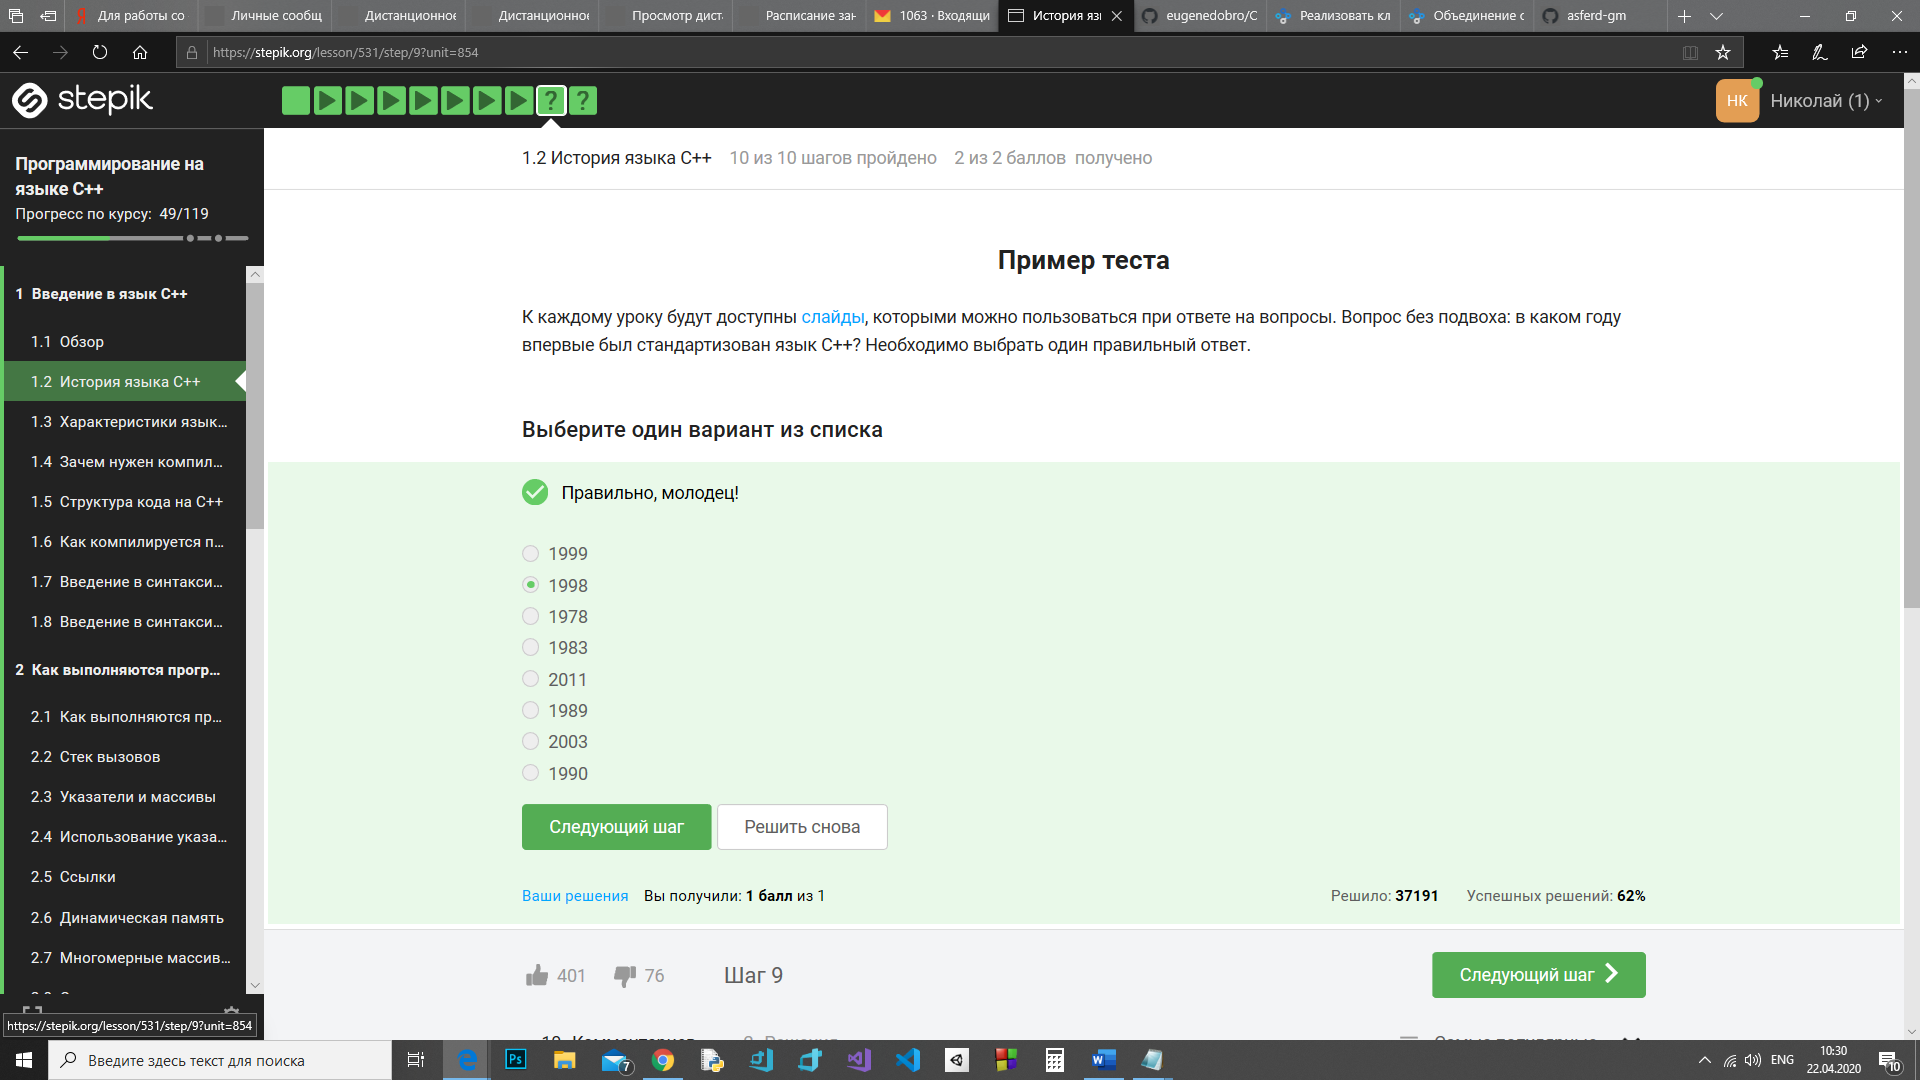 Для работы со
Личные сообщ
Дистанционное
Дистанционно
Просмотр дист
Расписание зан
1063 · Входящи
История язы
eugenedobro/C
Реализовать кл
Объединение с
asferd-gm
https://stepik.org/lesson/531/step/9?unit=854
stepik
? ?
НК Николай (1)
Программирование на
языке C++
Прогресс по курсу: 49/119
1 Введение в язык C++
1.1 Обзор
1.2 История языка C++
1.3 Характеристики язык...
1.4 Зачем нужен компил...
1.5 Структура кода на C++
1.6 Как компилируется п...
1.7 Введение в синтакси...
1.8 Введение в синтакси...
2 Как выполняются прогр...
2.1 Как выполняются пр...
2.2 Стек вызовов
2.3 Указатели и массивы
2.4 Использование указа...
2.5 Ссылки
2.6 Динамическая память
2.7 Многомерные массив...
https://stepik.org/lesson/531/step/9?unit=854
1.2 История языка C++ 10 из 10 шагов пройдено 2 из 2 баллов получено
Пример теста
К каждому уроку будут доступны слайды, которыми можно пользоваться при ответе на вопросы. Вопрос без подвоха: в каком году
впервые был стандартизован язык C++? Необходимо выбрать один правильный ответ.
Выберите один вариант из списка
Правильно, молодец!
1999
1998
1978
1983
2011
1989
2003
1990
Следующий шаг Решить снова
Ваши решения Вы получили: 1 балл из 1 Решило: 37191 Успешных решений: 62%
401 76 Шаг 9 Следующий шаг
Введите здесь текст для поиска
Ps
7
ENG
10:30
22.04.2020
10